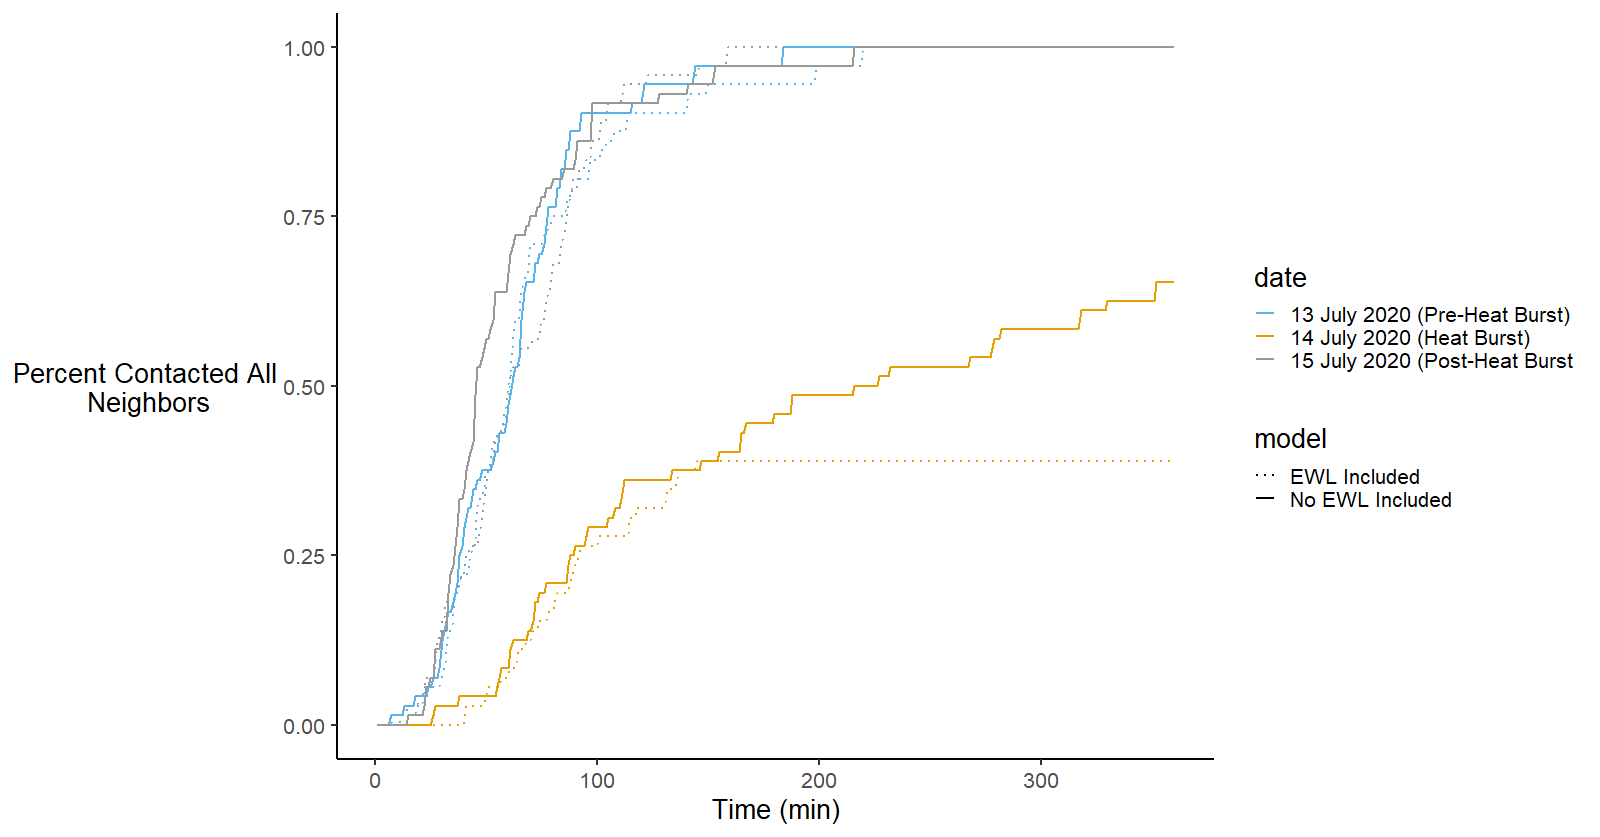 1.00
0.75
0.50
0.25
0.00
Percent Contacted All
Neighbors
0
100
200
300
Time (min)
date
13 July 2020 (Pre-Heat Burst)
14 July 2020 (Heat Burst)
15 July 2020 (Post-Heat Burst
model
EWL Included
No EWL Included